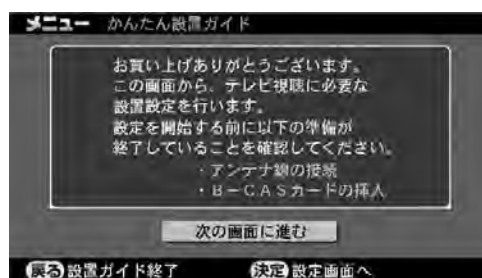 メニュー かんたん設置ガイド
お買い上げありがとうございます。
この画面から、テレビ視聴に必要な
設置設定を行います。
設定を開始する前に以下の準備が
終了していることを確認してください。
・アンテナ線の接続
・B－CASカードの挿入
次の画面に進む
戻る 設置ガイド終了 決定 設定画面へ